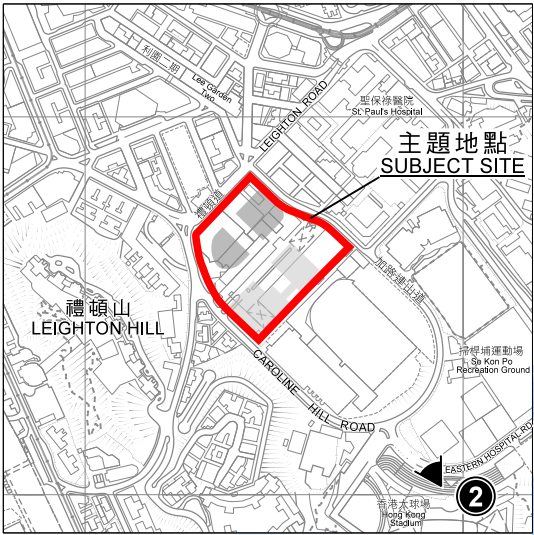 利園二期
Lee Garden
Two
LEIGHTON ROAD
聖保祿醫院
St. Paul's Hospital
主題地點
SUBJECT SITE
禮頓道
加路連山道
禮頓山
LEIGHTON HILL
掃桿埔運動場
So Kon Po
Recreation Ground
CAROLINE HILL ROAD
EASTERN HOSPITAL RD
香港大球場
Hong Kong
Stadium
2